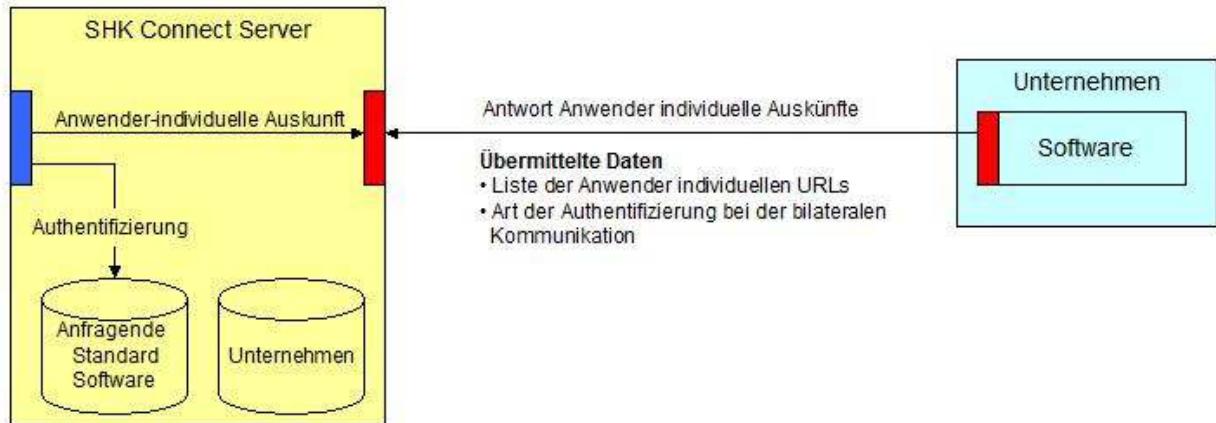 SHK Connect Server
Anwender-individuelle Auskunft
Authentifizierung
Anfragende
Standard
Software
Unternehmen
Antwort Anwender individuelle Auskünfte
Übermittelte Daten
• Liste der Anwender individuellen URLs
• Art der Authentifizierung bei der bilateralen
Kommunikation
Unternehmen
Software